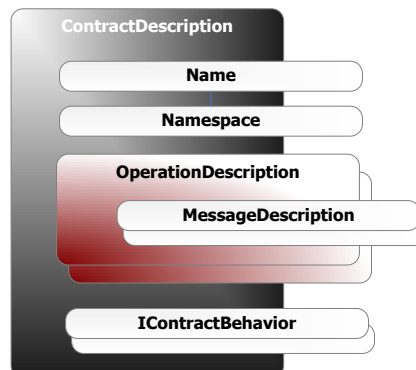 ContractDescription
Name
Namespace
OperationDescription
MessageDescription
IContractBehavior